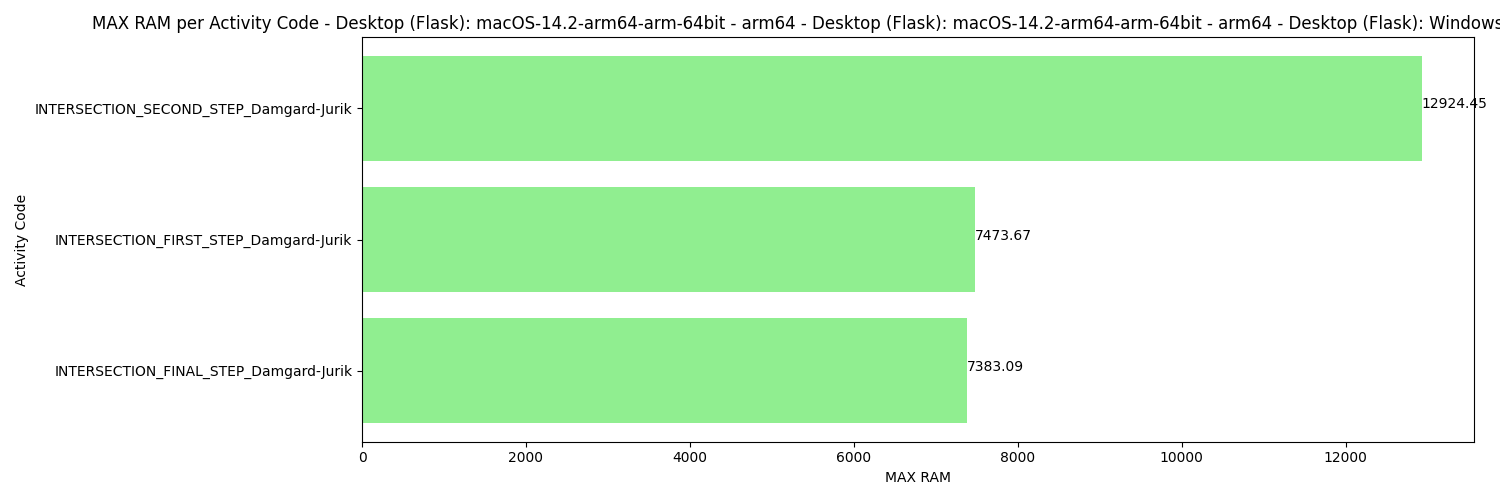 MAX RAM per Activity Code - Desktop (Flask): macOS-14.2-arm64-arm-64bit - arm64 - Desktop (Flask): macOS-14.2-arm64-arm-64bit - arm64 - Desktop (Flask): Windows
INTERSECTION_SECOND_STEP_Damgard-Jurik
12924.45
INTERSECTION_FIRST_STEP_Damgard-Jurik
7473.67
INTERSECTION_FINAL_STEP_Damgard-Jurik
7383.09
Activity Code
0 2000 4000 6000 8000 10000 12000
MAX RAM